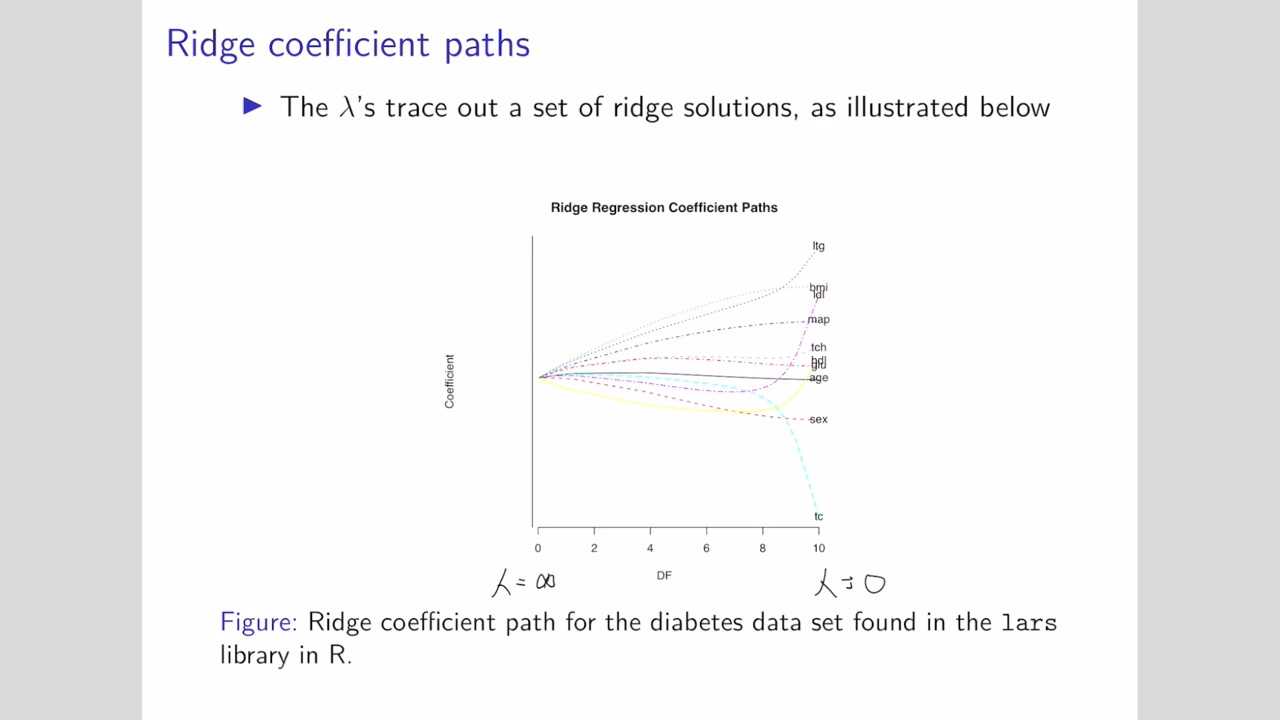 Ridge coefficient paths
▶ The λ's trace out a set of ridge solutions, as illustrated below
Ridge Regression Coefficient Paths
ltg
bmi
ldl
map
tch
hdl
glu
age
sex
tc
Coefficient
0 2 4 6 8 10
DF
λ = ∞
λ = 0
Figure: Ridge coefficient path for the diabetes data set found in the lars
library in R.